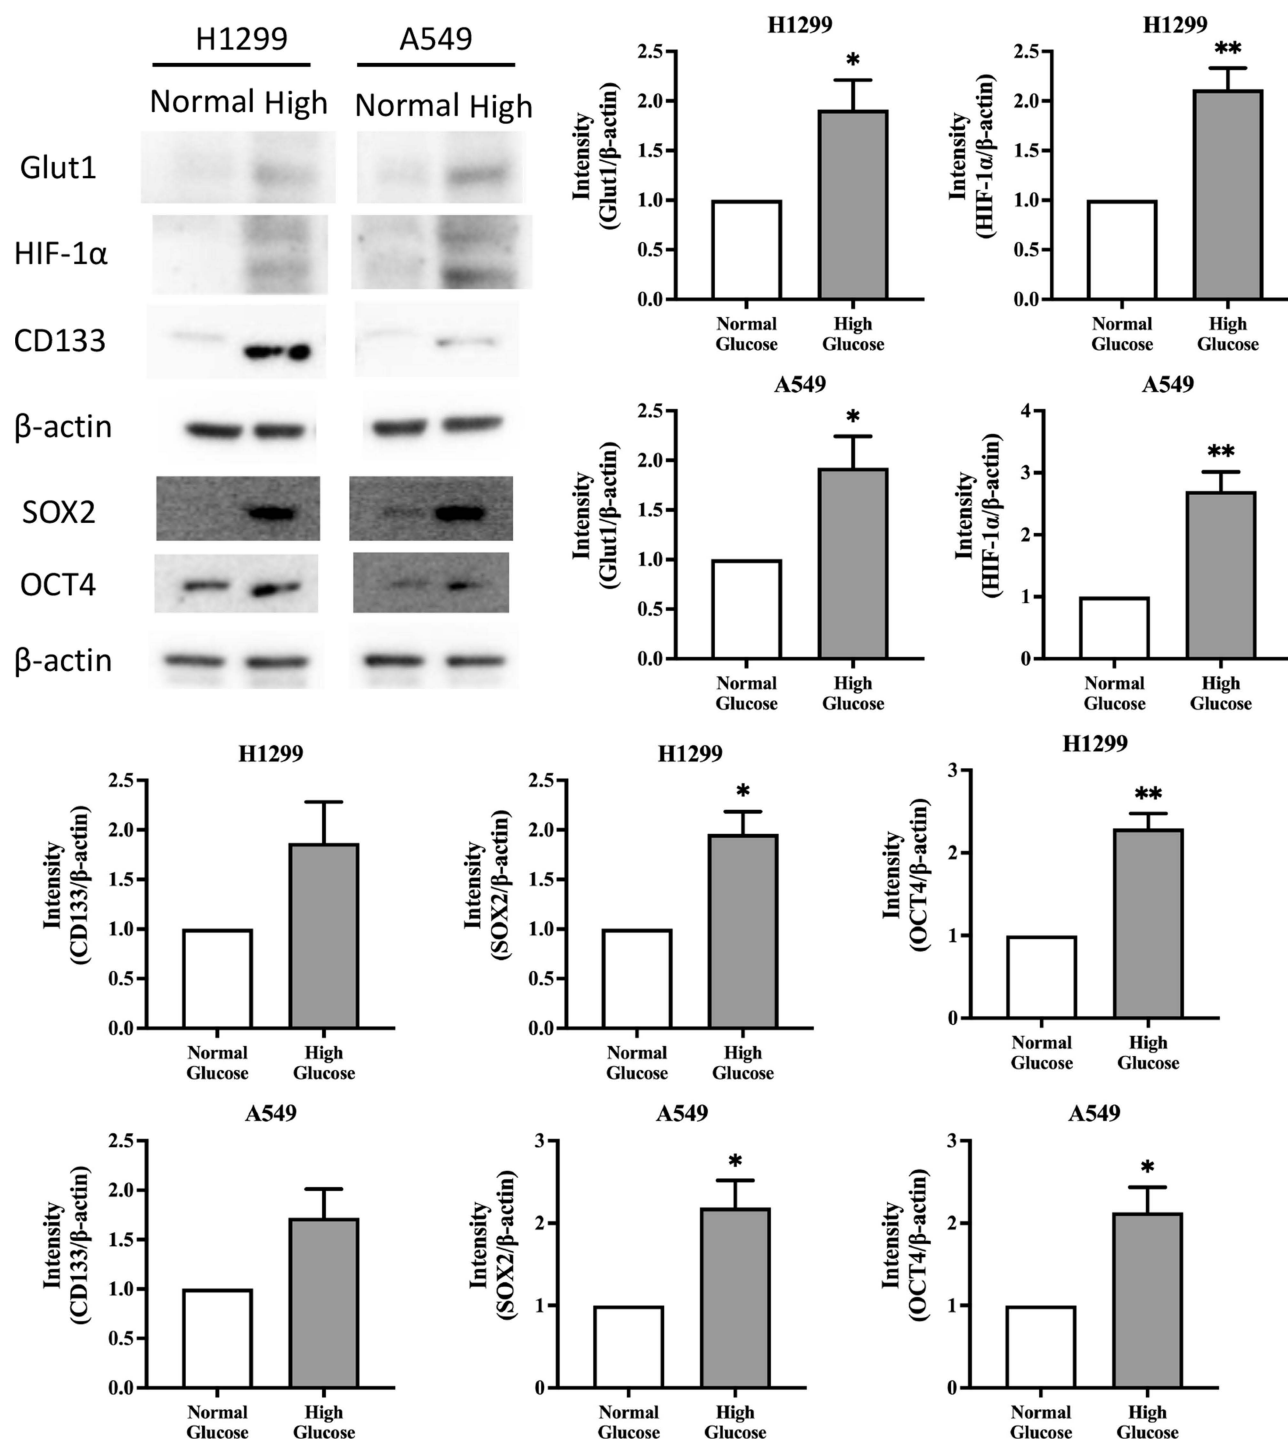 H1299 A549
Normal High Normal High
Glut1
HIF-1α
CD133
β-actin
SOX2
OCT4
β-actin
H1299
Intensity
(Glut1/β-actin)
2.5
2.0
1.5
1.0
0.5
0.0
*
Normal
Glucose
High
Glucose
H1299
Intensity
(HIF-1α/β-actin)
2.5
2.0
1.5
1.0
0.5
0.0
**
Normal
Glucose
High
Glucose
A549
Intensity
(Glut1/β-actin)
2.5
2.0
1.5
1.0
0.5
0.0
*
Normal
Glucose
High
Glucose
A549
Intensity
(HIF-1α/β-actin)
4
3
2
1
0
**
Normal
Glucose
High
Glucose
H1299
Intensity
(CD133/β-actin)
2.5
2.0
1.5
1.0
0.5
0.0
Normal
Glucose
High
Glucose
H1299
Intensity
(SOX2/β-actin)
2.5
2.0
1.5
1.0
0.5
0.0
*
Normal
Glucose
High
Glucose
H1299
Intensity
(OCT4/β-actin)
3
2
1
0
**
Normal
Glucose
High
Glucose
A549
Intensity
(CD133/β-actin)
2.5
2.0
1.5
1.0
0.5
0.0
Normal
Glucose
High
Glucose
A549
Intensity
(SOX2/β-actin)
3
2
1
0
*
Normal
Glucose
High
Glucose
A549
Intensity
(OCT4/β-actin)
3
2
1
0
*
Normal
Glucose
High
Glucose